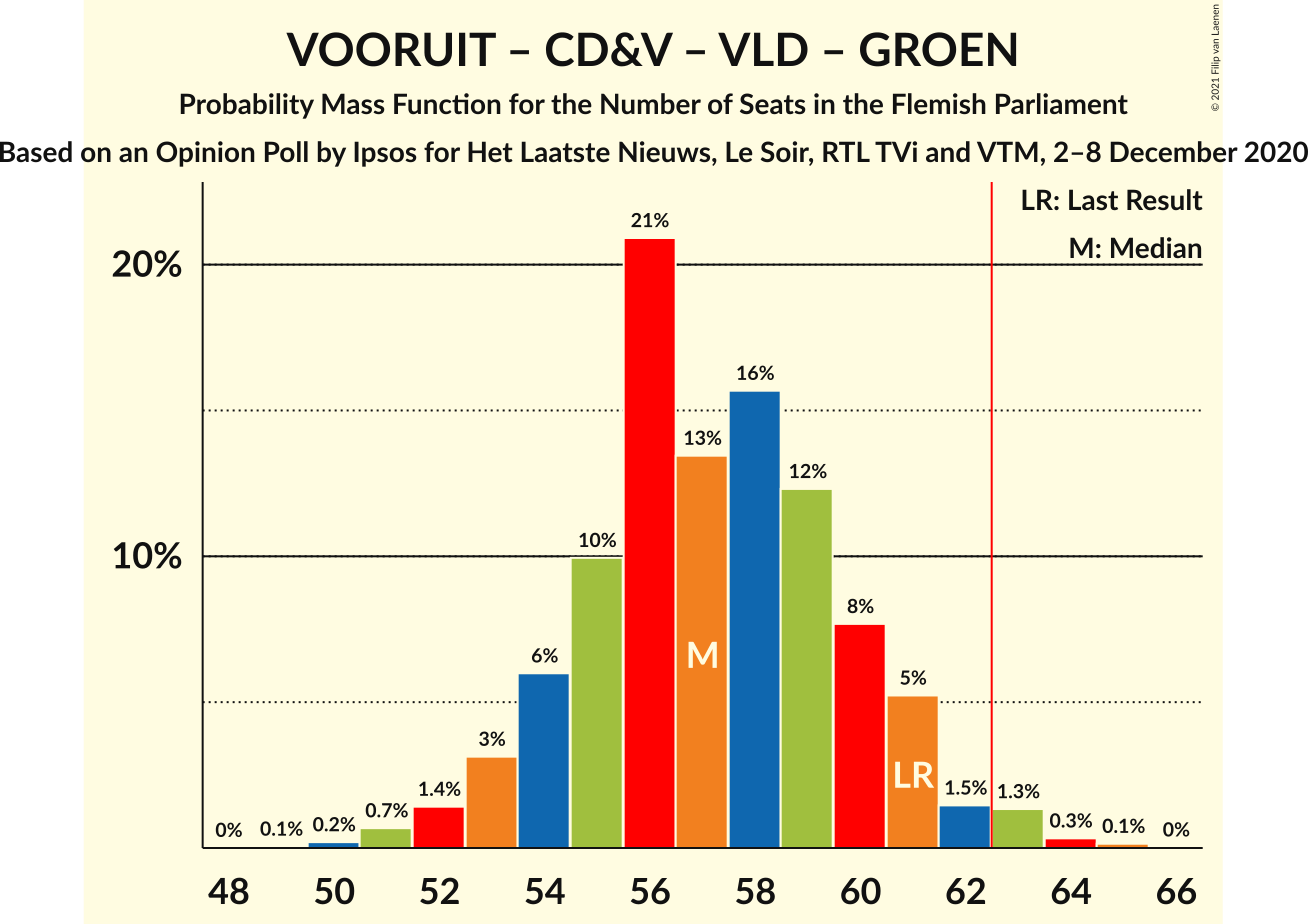 VOORUIT – CD&V – VLD – GROEN
Probability Mass Function for the Number of Seats in the Flemish Parliament
Based on an Opinion Poll by Ipsos for Het Laatste Nieuws, Le Soir, RTL TVi and VTM, 2–8 December 2020
© 2021 Filip van Laenen
LR: Last Result
M: Median
20%
10%
0%
0.1%
0.2%
0.7%
1.4%
3%
6%
10%
21%
13%
16%
12%
8%
5%
1.5%
1.3%
0.3%
0.1%
0%
M
LR
48 50 52 54 56 58 60 62 64 66